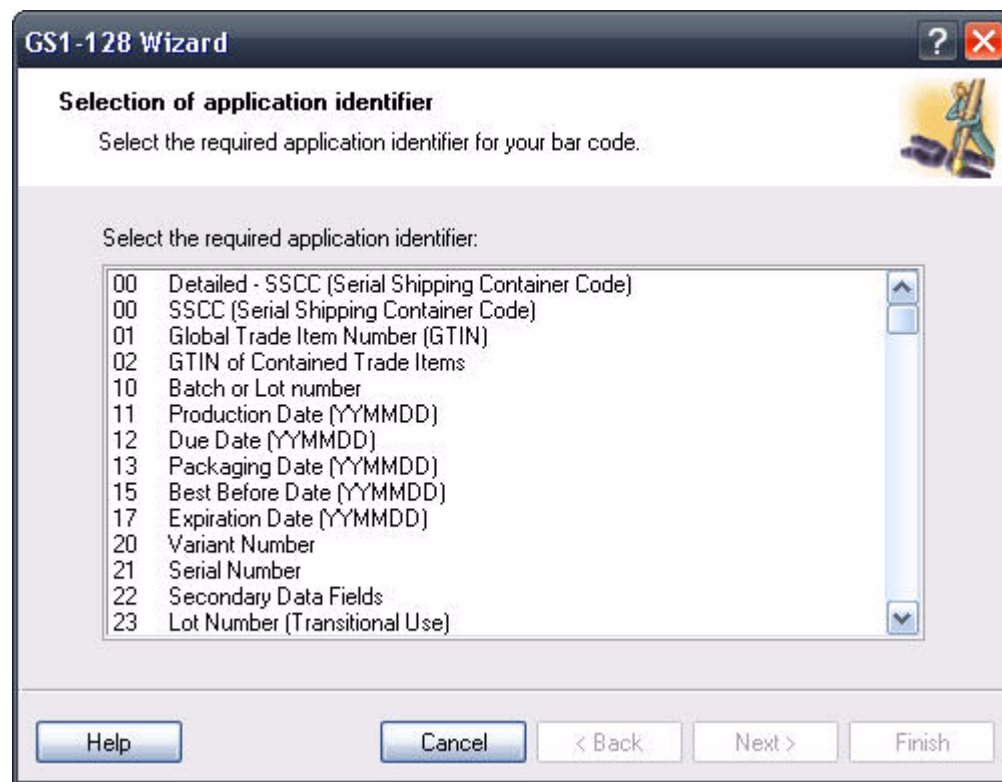 GS1-128 Wizard
Selection of application identifier
Select the required application identifier for your bar code.
Select the required application identifier:
00 Detailed - SSCC (Serial Shipping Container Code)
00 SSCC (Serial Shipping Container Code)
01 Global Trade Item Number (GTIN)
02 GTIN of Contained Trade Items
10 Batch or Lot number
11 Production Date (YYMMDD)
12 Due Date (YYMMDD)
13 Packaging Date (YYMMDD)
15 Best Before Date (YYMMDD)
17 Expiration Date (YYMMDD)
20 Variant Number
21 Serial Number
22 Secondary Data Fields
23 Lot Number (Transitional Use)
Help Cancel < Back Next > Finish